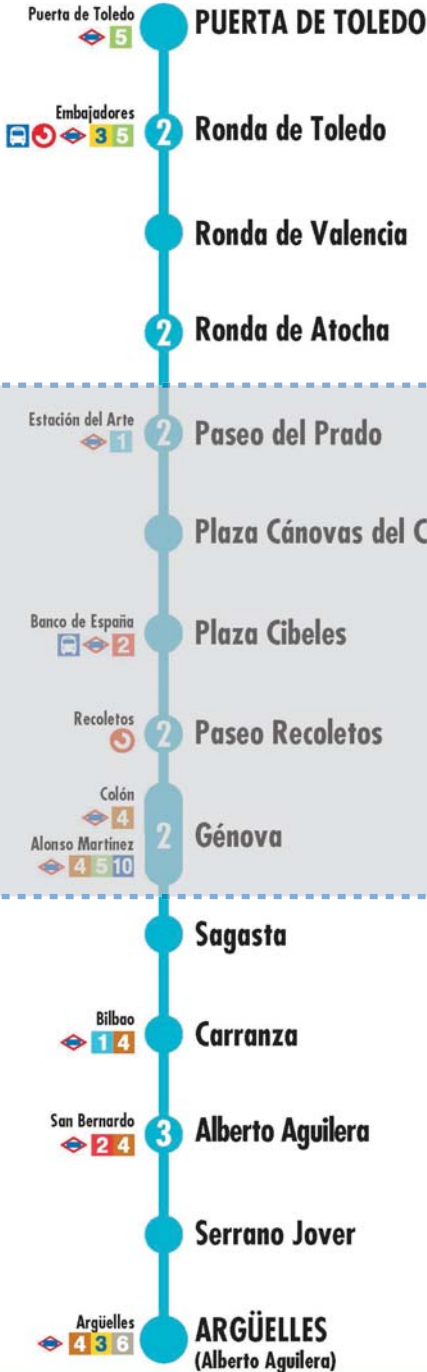 Puerta de Toledo
5
PUERTA DE TOLEDO
Embajadores
3 5
2
Ronda de Toledo
Ronda de Valencia
2
Ronda de Atocha
Estación del Arte
1
2
Paseo del Prado
Plaza Cánovas del C
Banco de España
2
Plaza Cibeles
Recoletos
2
Paseo Recoletos
Colón
4
Alonso Martínez
4 5 10
2
Génova
Sagasta
Bilbao
1 4
Carranza
San Bernardo
2 4
3
Alberto Aguilera
Serrano Jover
Argüelles
4 3 6
ARGÜELLES
(Alberto Aguilera)